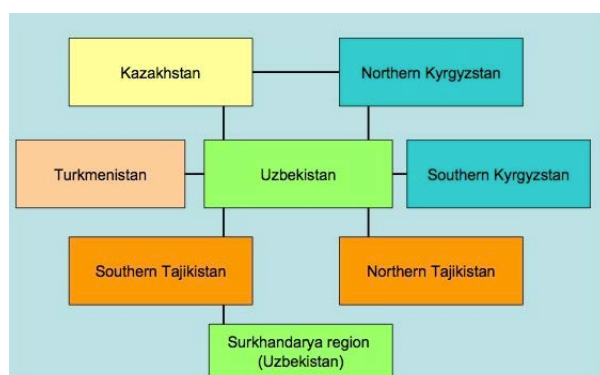 Kazakhstan
Northern Kyrgyzstan
Turkmenistan
Uzbekistan
Southern Kyrgyzstan
Southern Tajikistan
Northern Tajikistan
Surkhandarya region
(Uzbekistan)